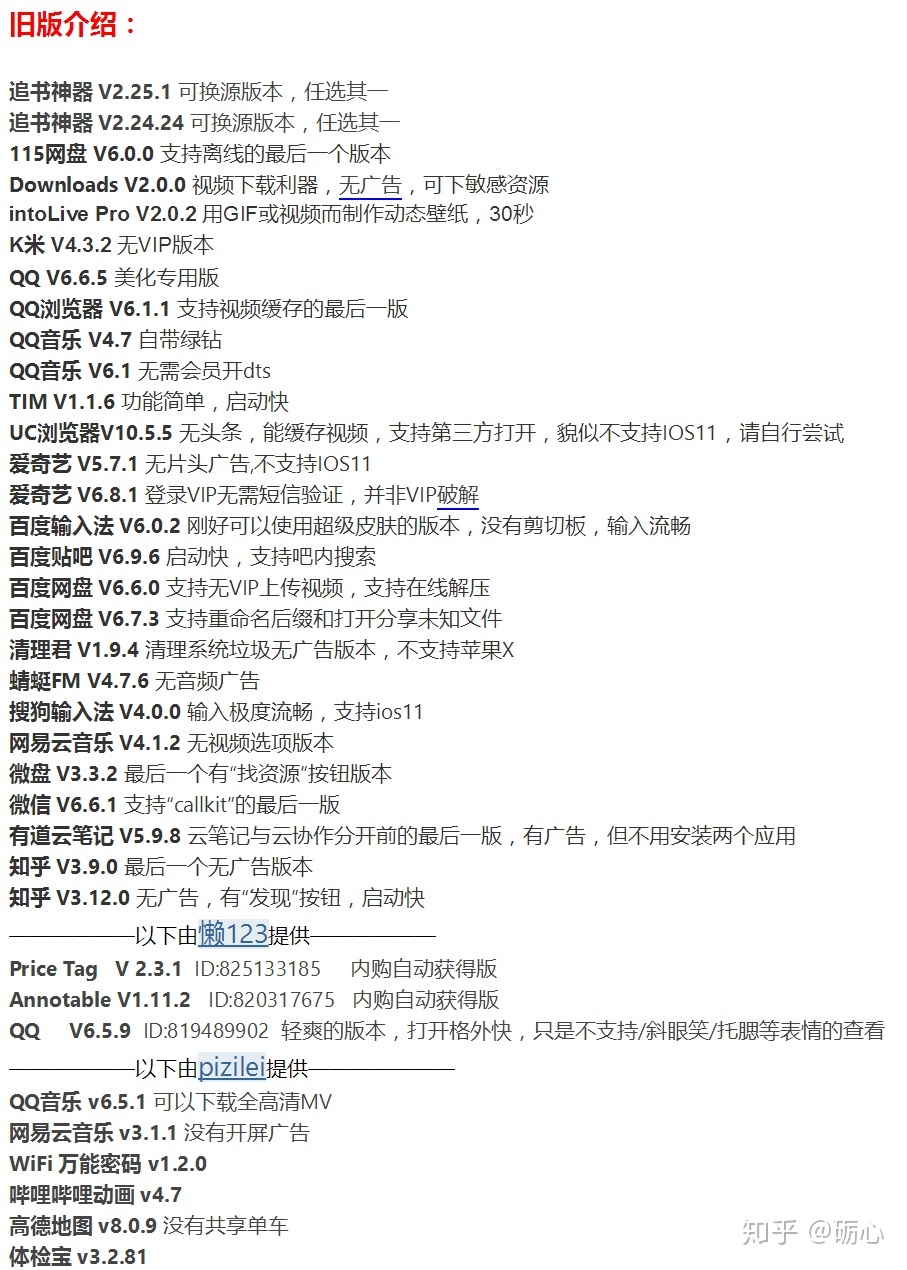 旧版介绍：
追书神器 V2.25.1 可换源版本，任选其一
追书神器 V2.24.24 可换源版本，任选其一
115网盘 V6.0.0 支持离线的最后一个版本
Downloads V2.0.0 视频下载利器，无广告，可下敏感资源
intoLive Pro V2.0.2 用GIF或视频而制作动态壁纸，30秒
K米 V4.3.2 无VIP版本
QQ V6.6.5 美化专用版
QQ浏览器 V6.1.1 支持视频缓存的最后一版
QQ音乐 V4.7 自带绿钻
QQ音乐 V6.1 无需会员开dts
TIM V1.1.6 功能简单，启动快
UC浏览器V10.5.5 无头条，能缓存视频，支持第三方打开，貌似不支持IOS11，请自行尝试
爱奇艺 V5.7.1 无片头广告,不支持IOS11
爱奇艺 V6.8.1 登录VIP无需短信验证，并非VIP破解
百度输入法 V6.0.2 刚好可以使用超级皮肤的版本，没有剪切板，输入流畅
百度贴吧 V6.9.6 启动快，支持吧内搜索
百度网盘 V6.6.0 支持无VIP上传视频，支持在线解压
百度网盘 V6.7.3 支持重命名后缀和打开分享未知文件
清理君 V1.9.4 清理系统垃圾无广告版本，不支持苹果X
蜻蜓FM V4.7.6 无音频广告
搜狗输入法 V4.0.0 输入极度流畅，支持ios11
网易云音乐 V4.1.2 无视频选项版本
微盘 V3.3.2 最后一个有“找资源”按钮版本
微信 V6.6.1 支持“callkit”的最后一版
有道云笔记 V5.9.8 云笔记与云协作分开前的最后一版，有广告，但不用安装两个应用
知乎 V3.9.0 最后一个无广告版本
知乎 V3.12.0 无广告，有“发现”按钮，启动快
——————以下由懒123提供——————
Price Tag V 2.3.1 ID:825133185 内购自动获得版
Annotable V1.11.2 ID:820317675 内购自动获得版
QQ V6.5.9 ID:819489902 轻爽的版本，打开格外快，只是不支持/斜眼笑/托腮等表情的查看
——————以下由pizilei提供———————
QQ音乐 v6.5.1 可以下载全高清MV
网易云音乐 v3.1.1 没有开屏广告
WiFi 万能密码 v1.2.0
哔哩哔哩动画 v4.7
高德地图 v8.0.9 没有共享单车
体检宝 v3.2.81
知乎 @砺心